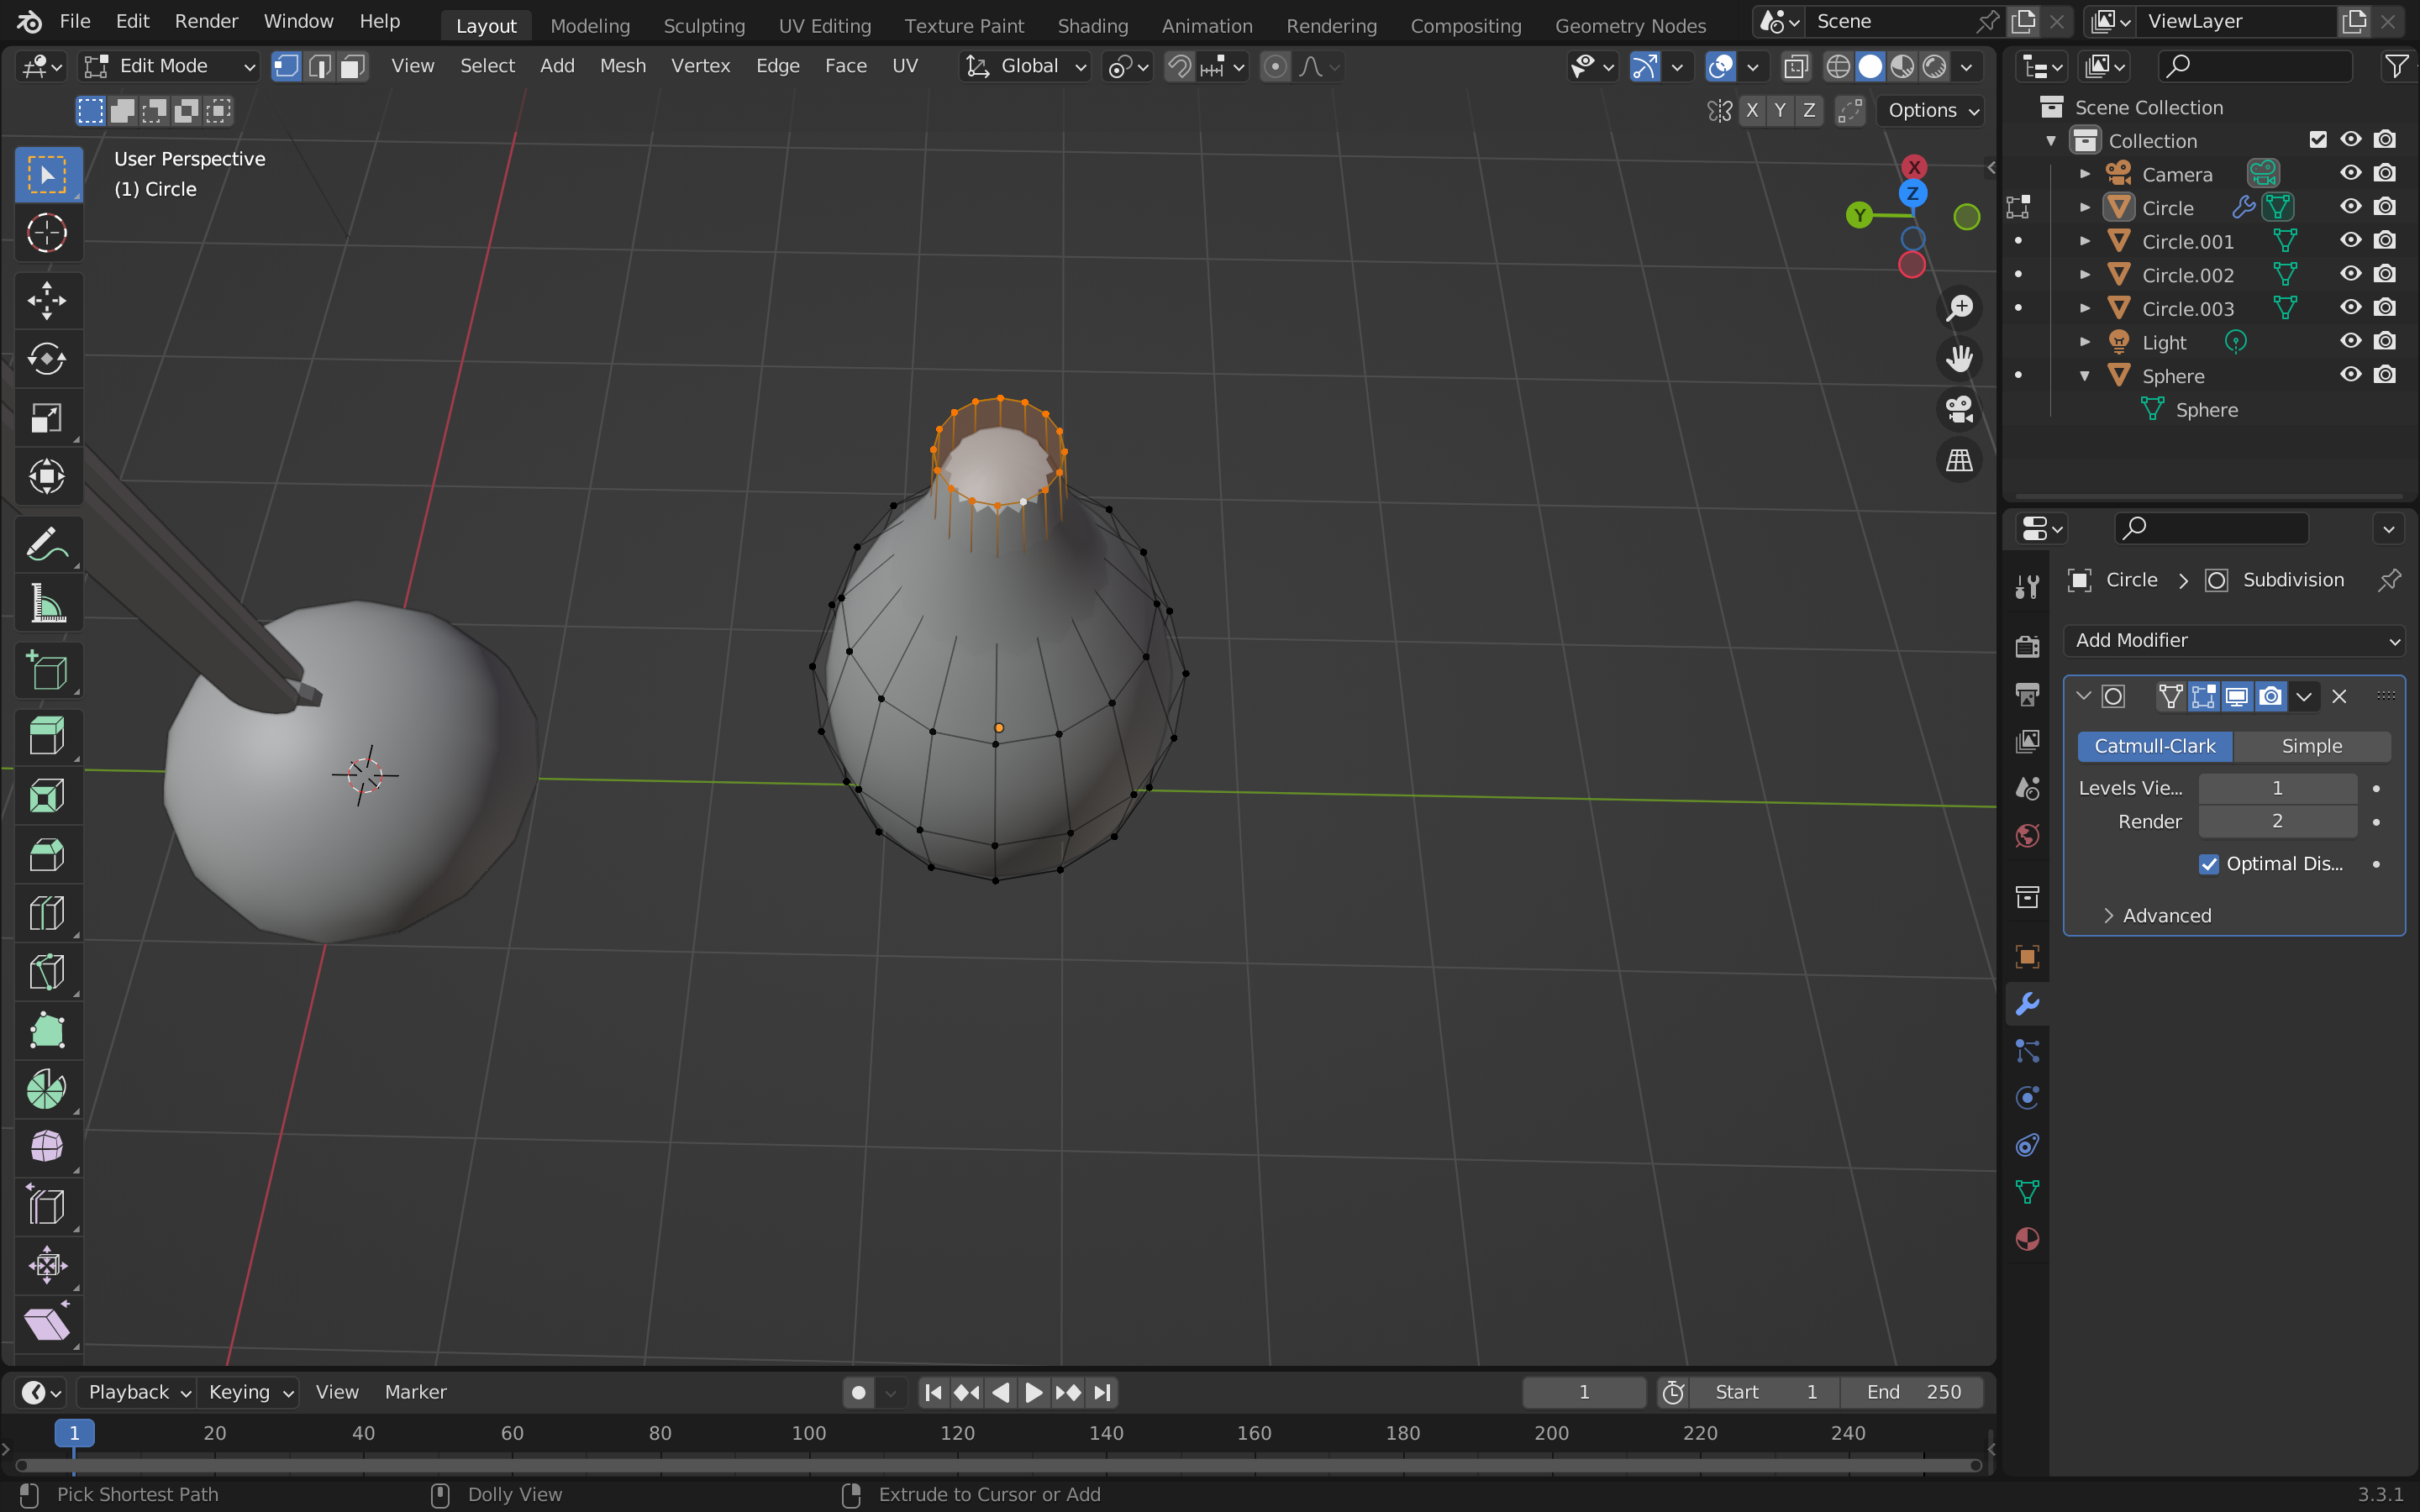 File Edit Render Window Help Layout Modeling Sculpting UV Editing Texture Paint Shading Animation Rendering Compositing Geometry Nodes Scene ViewLayer
Edit Mode View Select Add Mesh Vertex Edge Face UV Global
X Y Z Options
User Perspective
(1) Circle
X
Z
Y
Scene Collection
Collection
Camera
Circle
Circle.001
Circle.002
Circle.003
Light
Sphere
Sphere
Circle > Subdivision
Add Modifier
Catmull-Clark Simple
Levels Vie... 1
Render 2
Optimal Dis...
Advanced
Playback Keying View Marker 1 Start 1 End 250
1 20 40 60 80 100 120 140 160 180 200 220 240
Pick Shortest Path Dolly View Extrude to Cursor or Add 3.3.1